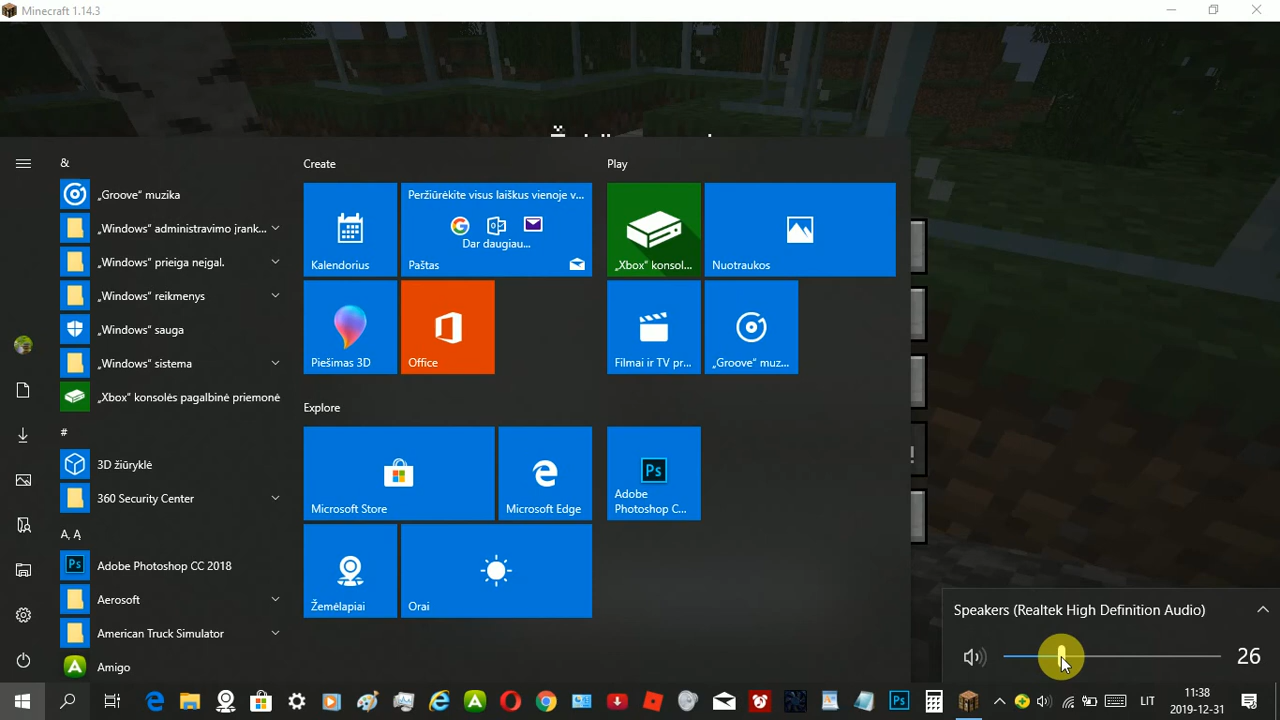 Minecraft 1.14.3
&
„Groove“ muzika
„Windows“ administravimo įrank...
„Windows“ prieiga neįgal.
„Windows“ reikmenys
„Windows“ sauga
„Windows“ sistema
„Xbox“ konsolės pagalbinė priemonė
#
3D žiūryklė
360 Security Center
A, Ą
Adobe Photoshop CC 2018
Aerosoft
American Truck Simulator
Amigo
Create
Kalendorius
Peržiūrėkite visus laiškus vienoje v...
Dar daugiau...
Paštas
Piešimas 3D
Office
Explore
Microsoft Store
Microsoft Edge
Žemėlapiai
Orai
Play
„Xbox“ konsol...
Nuotraukos
Filmai ir TV pr...
„Groove“ muz...
Ps
Adobe
Photoshop C...
Speakers (Realtek High Definition Audio)
26
Ps
LIT
11:38
2019-12-31